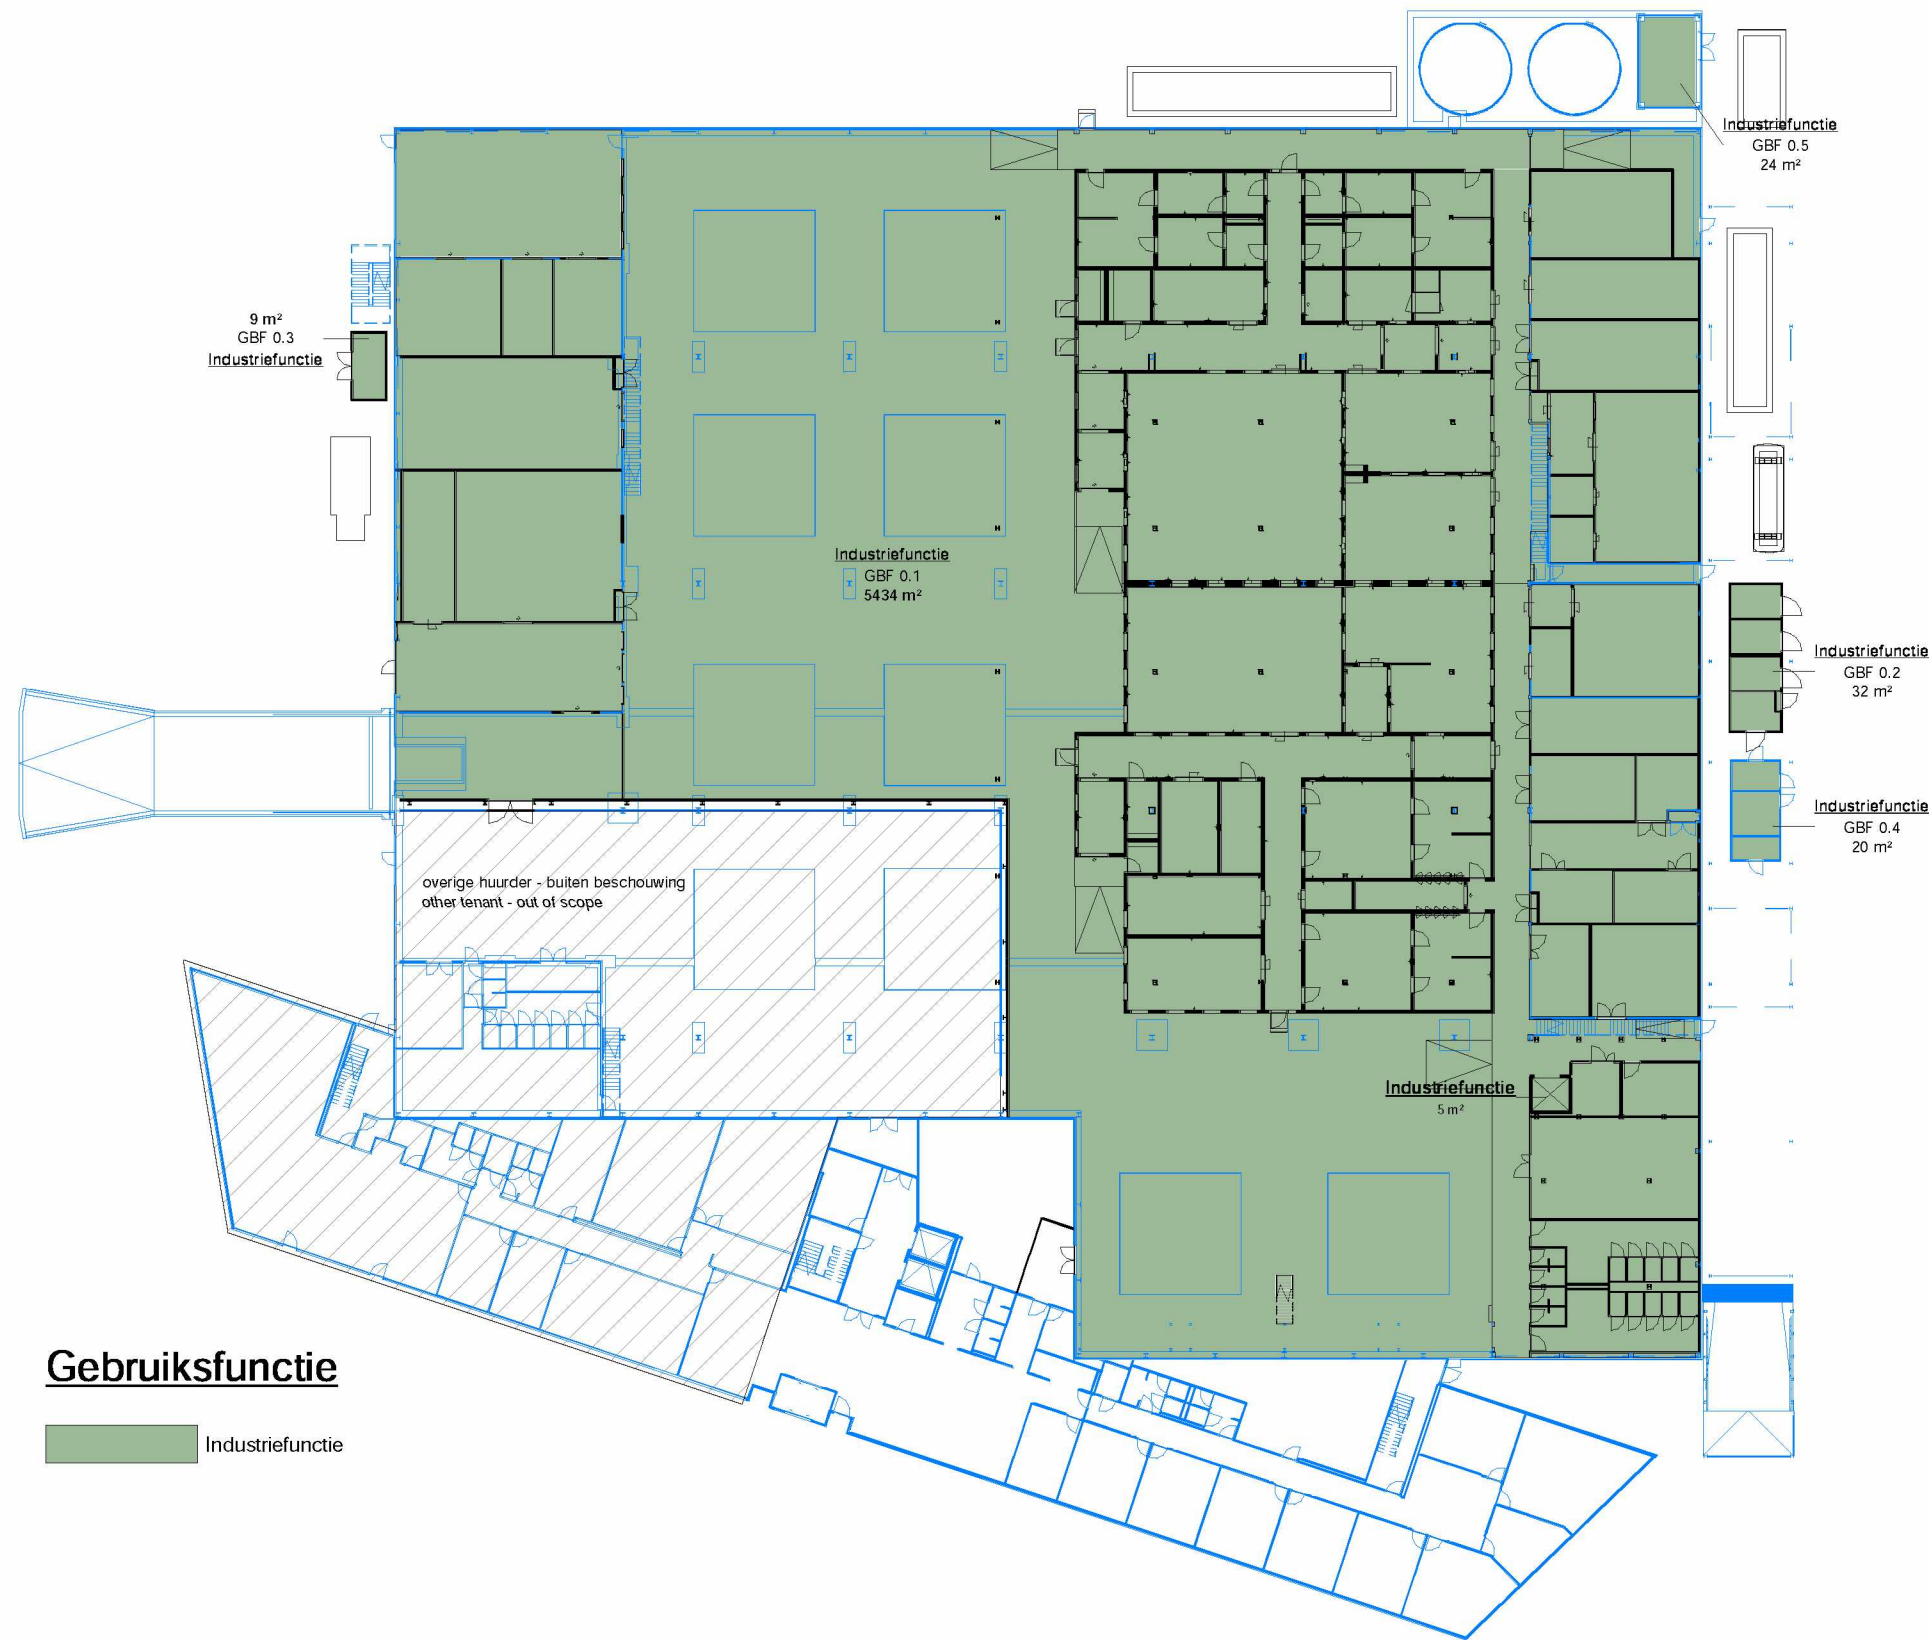 Industriefunctie
GBF 0.5
24 m²
9 m²
GBF 0.3
Industriefunctie
Industriefunctie
GBF 0.1
5434 m²
Industriefunctie
GBF 0.2
32 m²
Industriefunctie
GBF 0.4
20 m²
overige huurder - buiten beschouwing
other tenant - out of scope
Industriefunctie
5 m²
Gebruiksfunctie
Industriefunctie